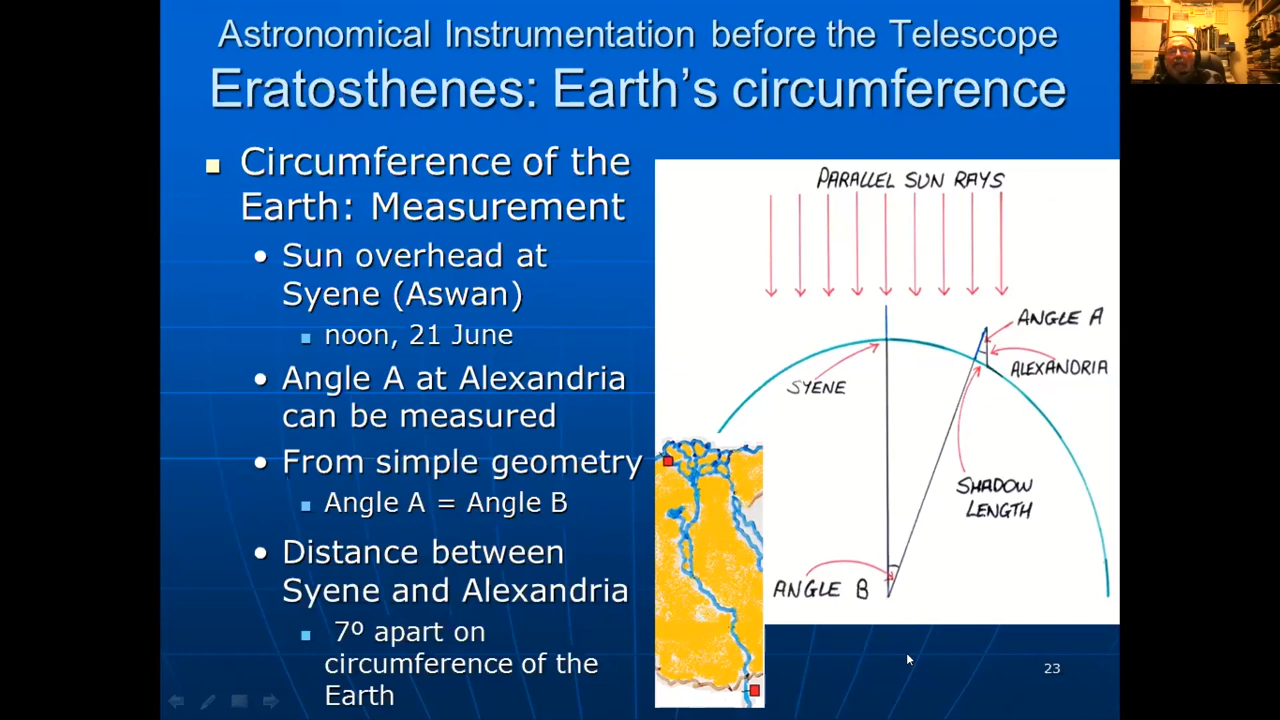 Astronomical Instrumentation before the Telescope
Eratosthenes: Earth's circumference
Circumference of the
Earth: Measurement
Sun overhead at
Syene (Aswan)
noon, 21 June
Angle A at Alexandria
can be measured
From simple geometry
Angle A = Angle B
Distance between
Syene and Alexandria
7º apart on
circumference of the
Earth
PARALLEL SUN RAYS
ANGLE A
ALEXANDRIA
SYENE
SHADOW
LENGTH
ANGLE B
23